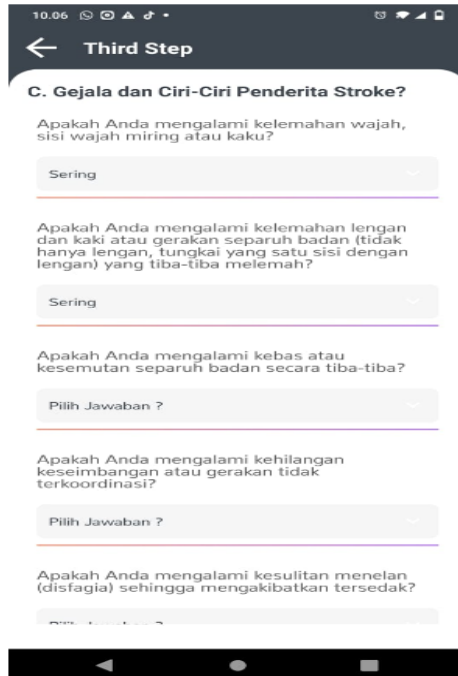 10.06
Third Step
C. Gejala dan Ciri-Ciri Penderita Stroke?
Apakah Anda mengalami kelemahan wajah,
sisi wajah miring atau kaku?
Sering
Apakah Anda mengalami kelemahan lengan
dan kaki atau gerakan separuh badan (tidak
hanya lengan, tungkai yang satu sisi dengan
lengan) yang tiba-tiba melemah?
Sering
Apakah Anda mengalami kebas atau
kesemutan separuh badan secara tiba-tiba?
Pilih Jawaban ?
Apakah Anda mengalami kehilangan
keseimbangan atau gerakan tidak
terkoordinasi?
Pilih Jawaban ?
Apakah Anda mengalami kesulitan menelan
(disfagia) sehingga mengakibatkan tersedak?